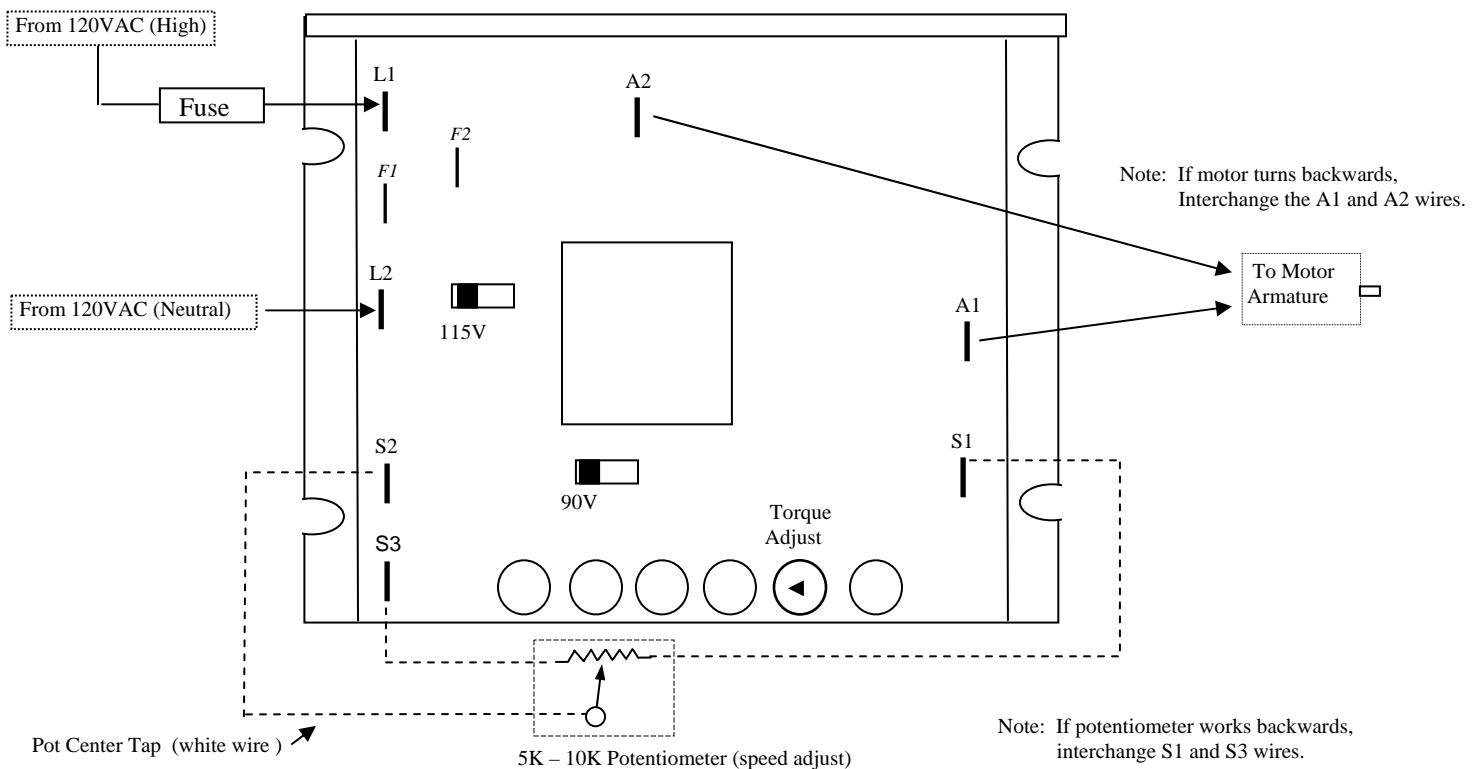 From 120VAC (High)
Fuse
L1
A2
F2
F1
Note: If motor turns backwards,
Interchange the A1 and A2 wires.
L2
From 120VAC (Neutral)
115V
To Motor
Armature
A1
S2
S1
90V
Torque
Adjust
S3
Pot Center Tap (white wire )
5K – 10K Potentiometer (speed adjust)
Note: If potentiometer works backwards,
interchange S1 and S3 wires.